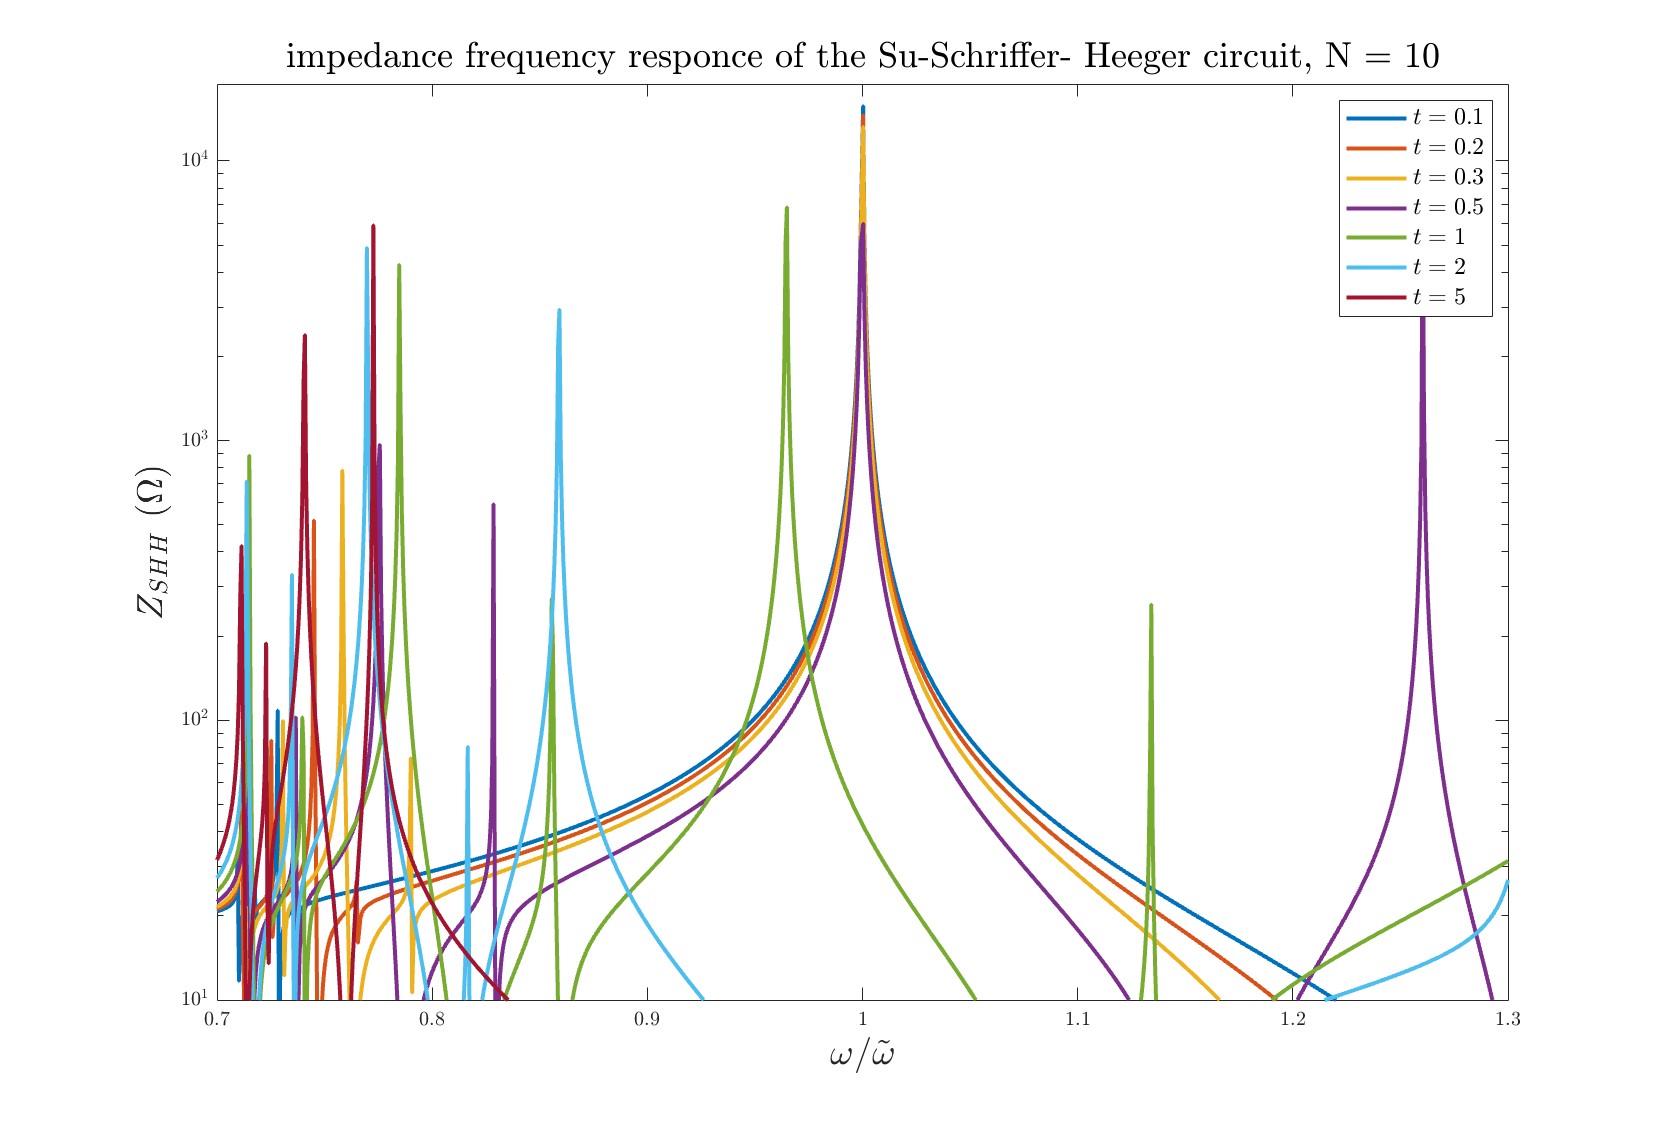 impedance frequency responce of the Su-Schriffer- Heeger circuit, N = 10
t = 0.1
t = 0.2
t = 0.3
t = 0.5
t = 1
t = 2
t = 5
10^4
10^3
10^2
10^1
Z_{SHH} (Ω)
0.7 0.8 0.9 1 1.1 1.2 1.3
ω/ω̃